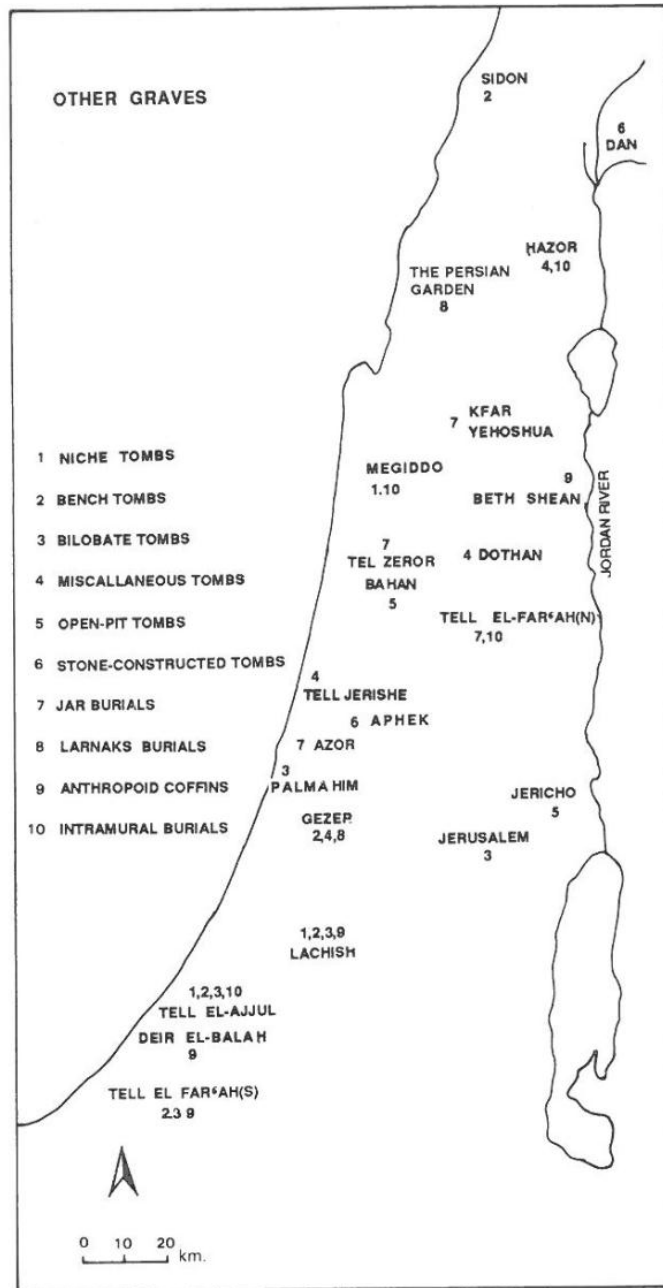 OTHER GRAVES
SIDON
2
6
DAN
HAZOR
4,10
THE PERSIAN
GARDEN
8
7 KFAR
YEHOSHUA
1 NICHE TOMBS
2 BENCH TOMBS
3 BILOBATE TOMBS
4 MISCALLANEOUS TOMBS
5 OPEN-PIT TOMBS
6 STONE-CONSTRUCTED TOMBS
7 JAR BURIALS
8 LARNAKS BURIALS
9 ANTHROPOID COFFINS
10 INTRAMURAL BURIALS
MEGIDDO
1.10
9
BETH SHEAN
JORDAN RIVER
7
TEL ZEROR
4 DOTHAN
BAHAN
5
TELL EL-FARʿAH(N)
7,10
4
TELL JERISHE
6 APHEK
7 AZOR
3
PALMAHIM
JERICHO
5
GEZER
2,4,8
JERUSALEM
3
1,2,3,9
LACHISH
1,2,3,10
TELL EL-AJJUL
DEIR EL-BALAH
9
TELL EL FARʿAH(S)
2.3 9
0 10 20
km.